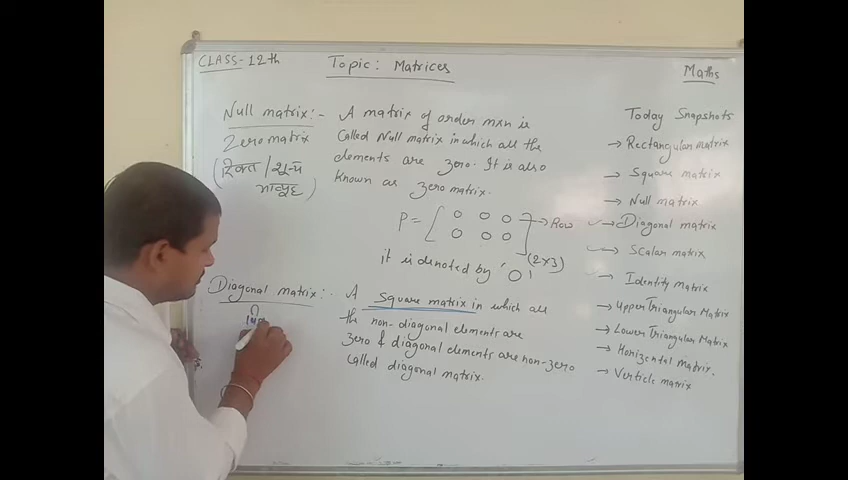 CLASS-12th
Topic: Matrices
Maths
Null matrix:- A matrix of order mxn is
Zero matrix Called Null matrix in which all the
(रिक्त / शून्य elements are zero. It is also
आव्यूह) Known as zero matrix.
P = [ 0 0 0 → Row
0 0 0 ] (2x3)
it is denoted by 'O'
Diagonal matrix:- A square matrix in which all
the non-diagonal elements are
zero & diagonal elements are non-zero
called diagonal matrix.
Today Snapshots
→ Rectangular matrix
→ Square matrix
→ Null matrix
✓→ Diagonal matrix
✓→ Scalar matrix
✓→ Identity matrix
→ Upper Triangular Matrix
→ Lower Triangular Matrix
→ Horizental matrix.
→ Verticle matrix